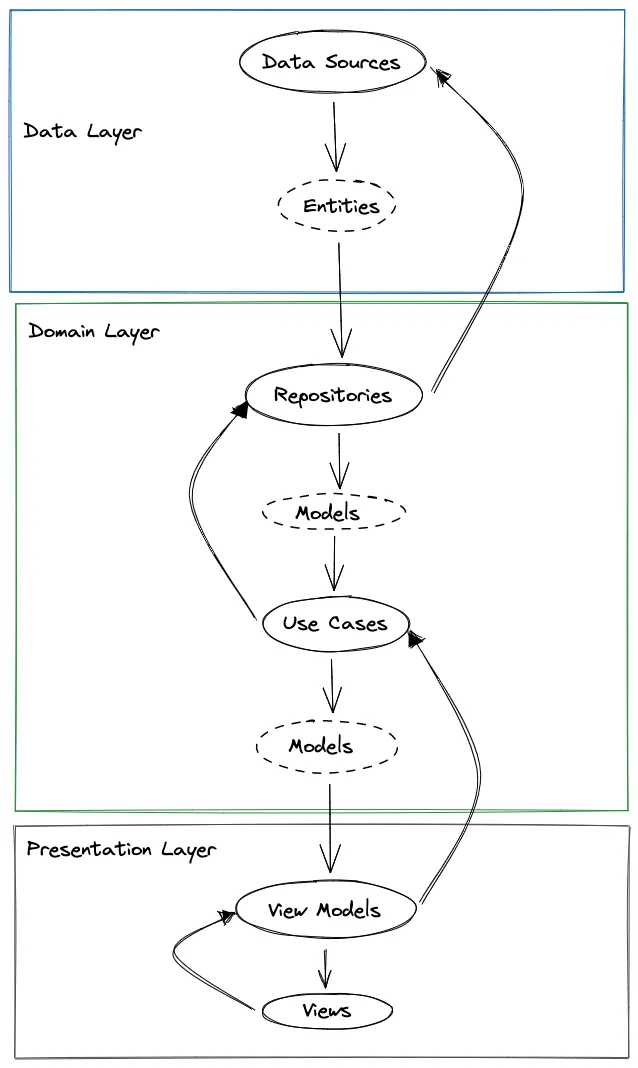 Data Sources
Data Layer
Entities
Domain Layer
Repositories
Models
Use Cases
Models
Presentation Layer
View Models
Views